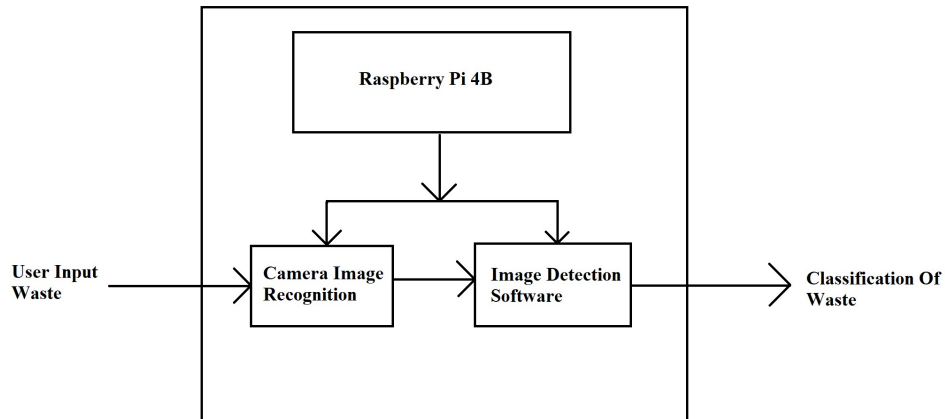 Raspberry Pi 4B
User Input
Waste
Camera Image
Recognition
Image Detection
Software
Classification Of
Waste